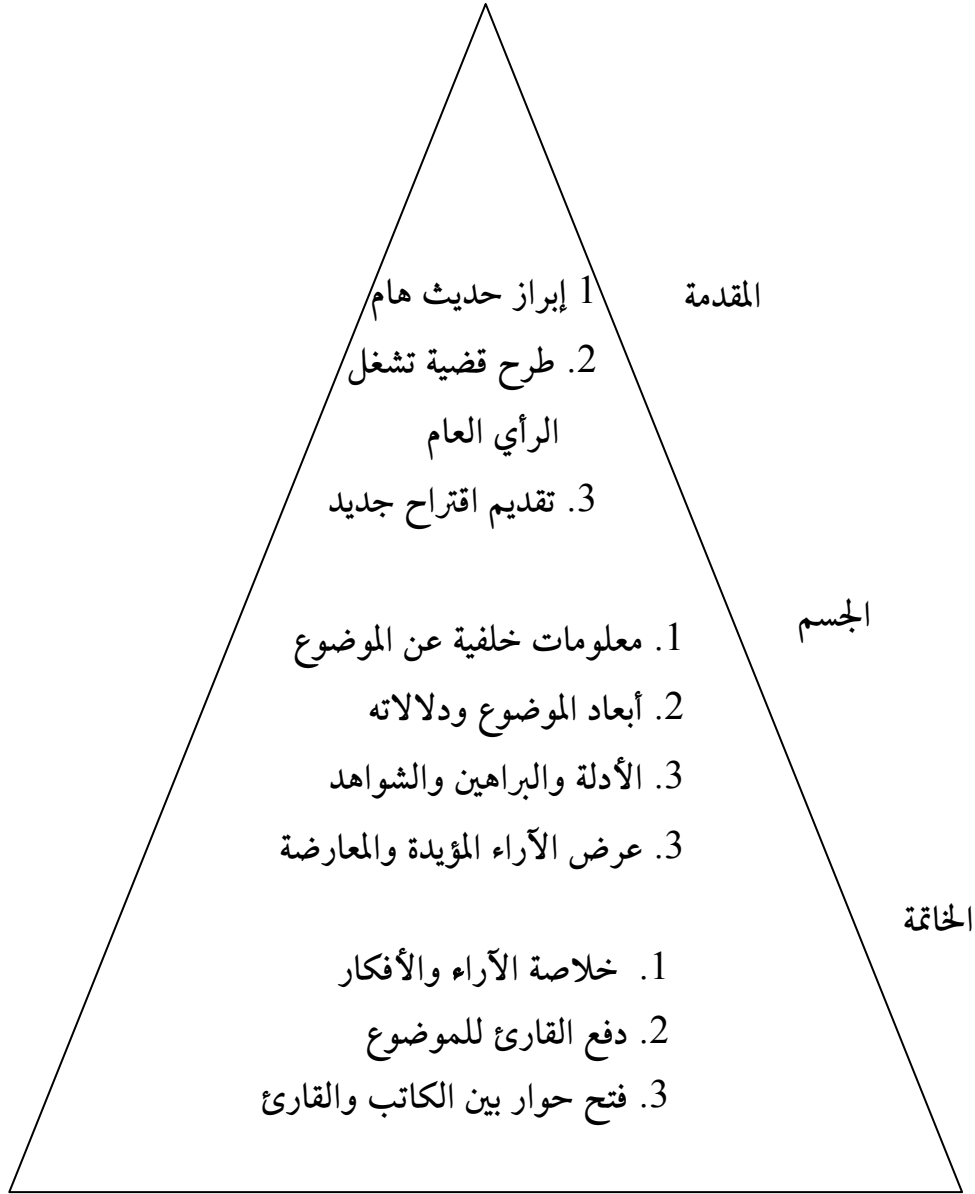 المقدمة
1 إبراز حديث هام
2. طرح قضية تشغل
الرأي العام
3. تقديم اقتراح جديد
الجسم
1. معلومات خلفية عن الموضوع
2. أبعاد الموضوع ودلالاته
3. الأدلة والبراهين والشواهد
3. عرض الآراء المؤيدة والمعارضة
الخاتمة
1. خلاصة الآراء والأفكار
2. دفع القارئ للموضوع
3. فتح حوار بين الكاتب والقارئ